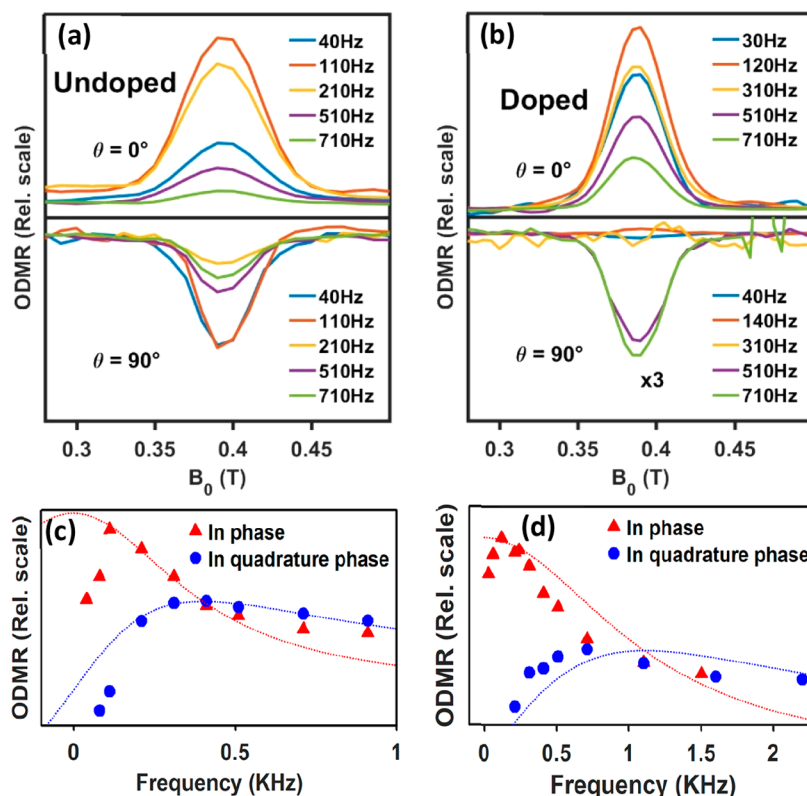 (a)
Undoped
θ = 0°
40Hz
110Hz
210Hz
510Hz
710Hz
θ = 90°
40Hz
110Hz
210Hz
510Hz
710Hz
ODMR (Rel. scale)
0.3 0.35 0.4 0.45
B0 (T)
(b)
Doped
θ = 0°
30Hz
120Hz
310Hz
510Hz
710Hz
θ = 90°
x3
40Hz
140Hz
310Hz
510Hz
710Hz
ODMR (Rel. scale)
0.3 0.35 0.4 0.45
B0 (T)
(c)
In phase
In quadrature phase
ODMR (Rel. scale)
0 0.5 1
Frequency (KHz)
(d)
In phase
In quadrature phase
ODMR (Rel. scale)
0 0.5 1 1.5 2
Frequency (KHz)